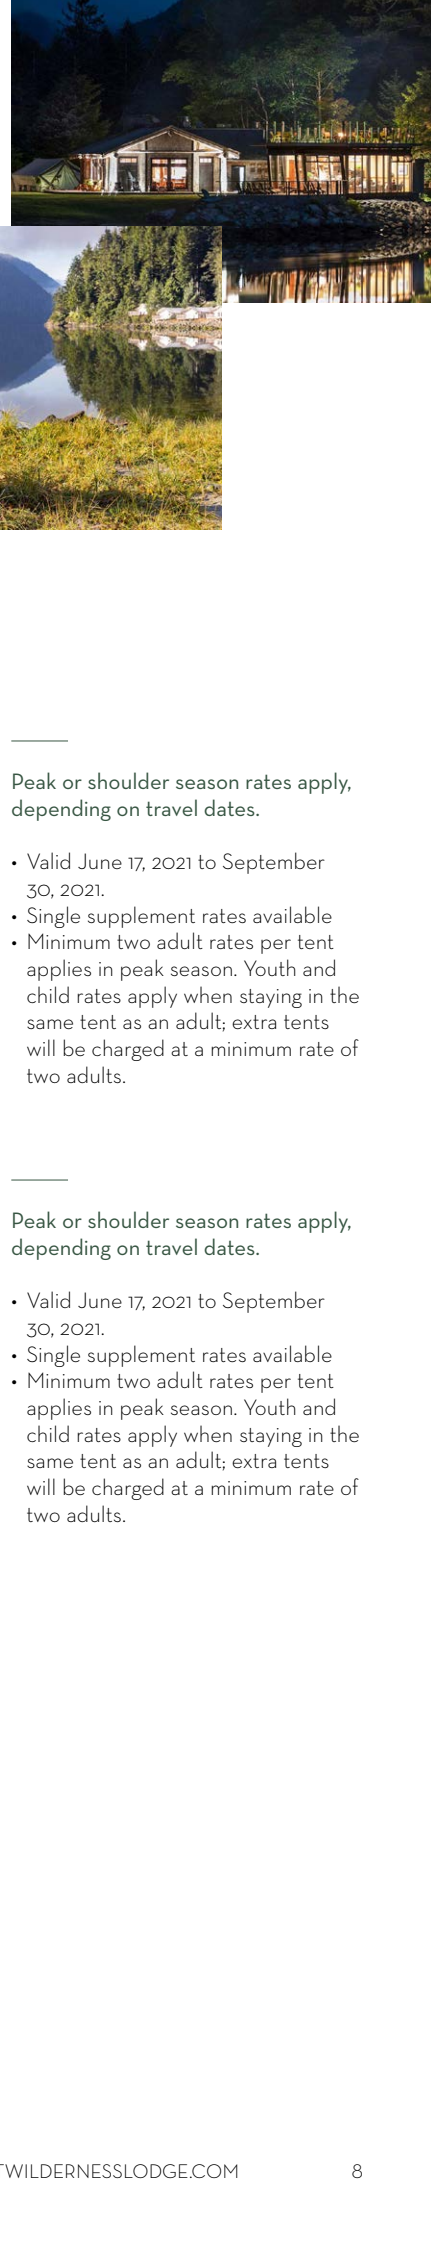 Peak or shoulder season rates apply,
depending on travel dates.
• Valid June 17, 2021 to September
30, 2021.
• Single supplement rates available
• Minimum two adult rates per tent
applies in peak season. Youth and
child rates apply when staying in the
same tent as an adult; extra tents
will be charged at a minimum rate of
two adults.
Peak or shoulder season rates apply,
depending on travel dates.
• Valid June 17, 2021 to September
30, 2021.
• Single supplement rates available
• Minimum two adult rates per tent
applies in peak season. Youth and
child rates apply when staying in the
same tent as an adult; extra tents
will be charged at a minimum rate of
two adults.
TWILDERNESSLODGE.COM 8